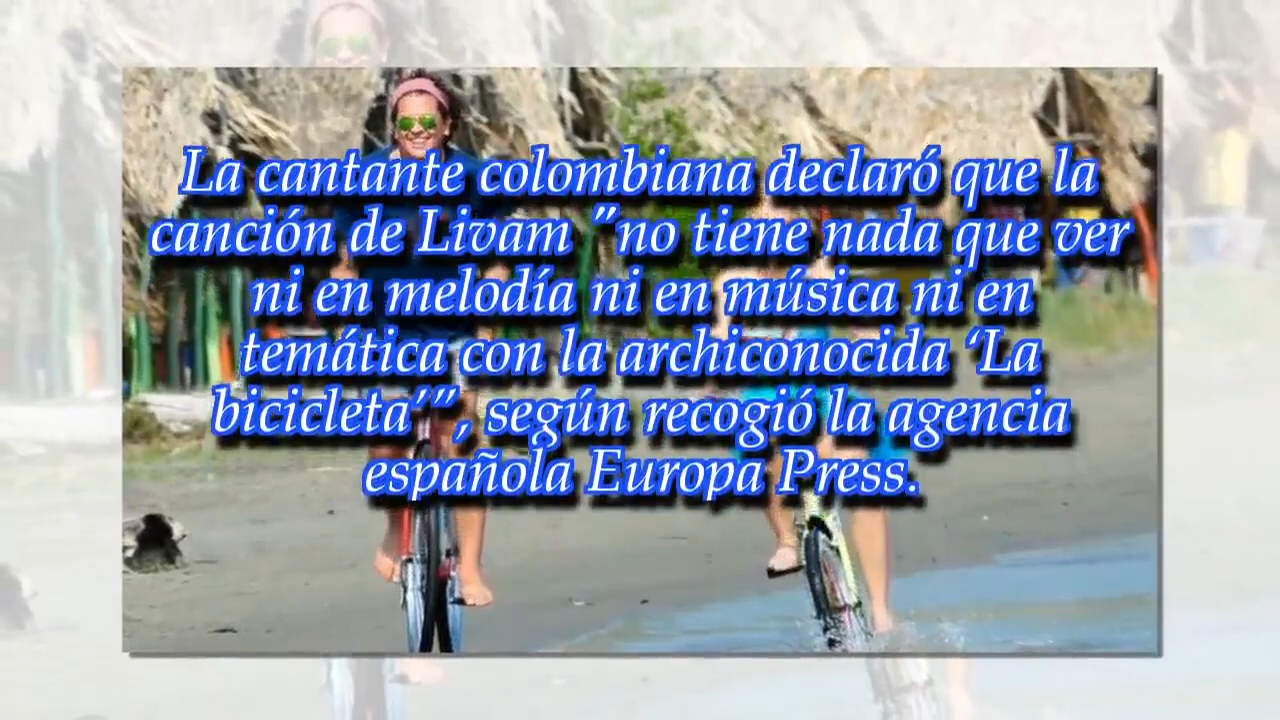 La cantante colombiana declaró que la
canción de Livam "no tiene nada que ver
ni en melodía ni en música ni en
temática con la archiconocida ‘La
bicicleta’”, según recogió la agencia
española Europa Press.